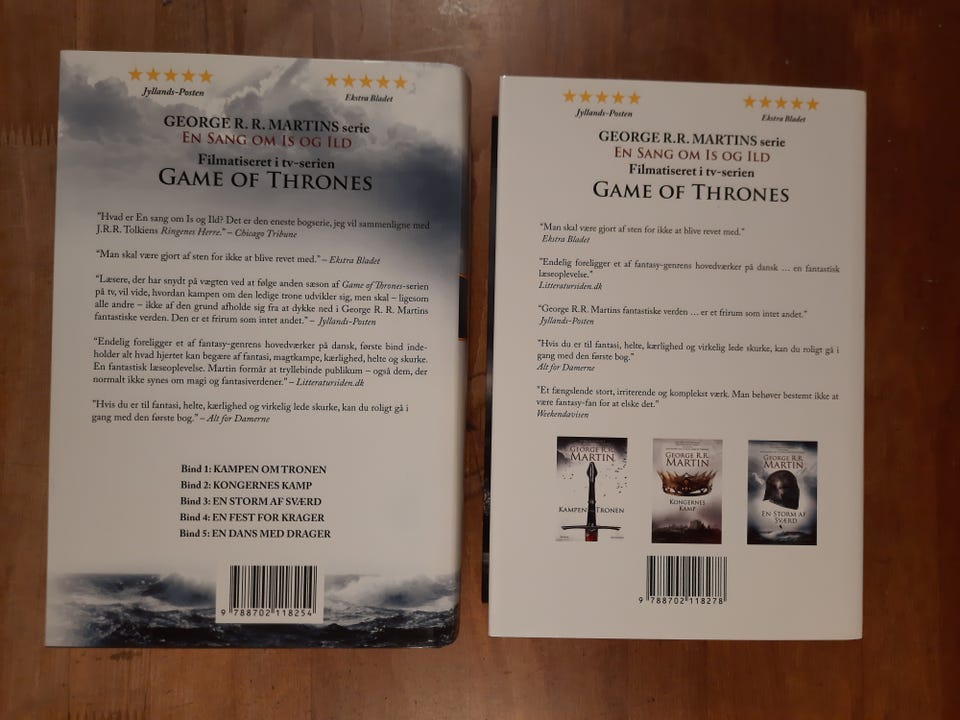 Jyllands-Posten
Ekstra Bladet
GEORGE R. R. MARTINS serie
EN SANG OM IS OG ILD
Filmatiseret i tv-serien
GAME OF THRONES
"Hvad er En sang om Is og Ild? Det er den eneste bogserie, jeg vil sammenligne med
J.R.R. Tolkiens Ringenes Herre." – Chicago Tribune
"Man skal være gjort af sten for ikke at blive revet med." – Ekstra Bladet
"Læsere, der har snydt på vægten ved at følge anden sæson af Game of Thrones-serien
på tv, vil vide, hvordan kampen om den ledige trone udvikler sig, men skal – ligesom
alle andre – ikke af den grund afholde sig fra at dykke ned i George R. R. Martins
fantastiske verden. Den er et frirum som intet andet." – Jyllands-Posten
"Endelig foreligger et af fantasy-genrens hovedværker på dansk, første bind inde-
holder alt hvad hjertet kan begære af fantasi, magtkampe, kærlighed, helte og skurke.
En fantastisk læseoplevelse. Martin formår at tryllebinde publikum – også dem, der
normalt ikke synes om magi og fantasiverdener." – Litteratursiden.dk
"Hvis du er til fantasi, helte, kærlighed og virkelig lede skurke, kan du roligt gå i
gang med den første bog." – Alt for Damerne
Bind 1: KAMPEN OM TRONEN
Bind 2: KONGERNES KAMP
Bind 3: EN STORM AF SVÆRD
Bind 4: EN FEST FOR KRAGER
Bind 5: EN DANS MED DRAGER
9 788702 118254
Jyllands-Posten
Ekstra Bladet
GEORGE R.R. MARTINS serie
EN SANG OM IS OG ILD
Filmatiseret i tv-serien
GAME OF THRONES
"Man skal være gjort af sten for ikke at blive revet med."
Ekstra Bladet
"Endelig foreligger et af fantasy-genrens hovedværker på dansk ... en fantastisk
læseoplevelse."
Litteratursiden.dk
"George R.R. Martins fantastiske verden ... er et frirum som intet andet."
Jyllands-Posten
"Hvis du er til fantasi, helte, kærlighed og virkelig lede skurke, kan du roligt gå i
gang med den første bog."
Alt for Damerne
"Et fængslende stort, irriterende og komplekst værk. Man behøver bestemt ikke at
være fantasy-fan for at elske det."
Weekendavisen
GEORGE R.R.
MARTIN
KAMPEN TRONEN
GEORGE R.R.
MARTIN
KONGERNES
KAMP
GEORGE R.R.
MARTIN
EN STORM AF
SVÆRD
9 788702 118278